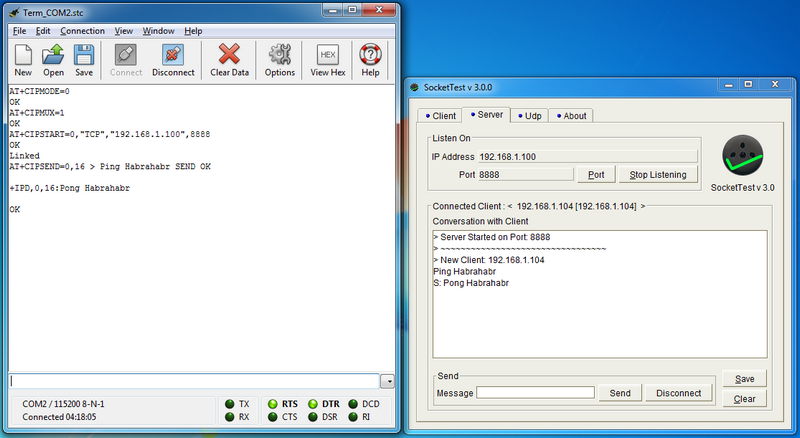 Term_COM2.stc
File Edit Connection View Window Help
New Open Save Connect Disconnect Clear Data Options HEX View Hex Help
AT+CIPMODE=0
OK
AT+CIPMUX=1
OK
AT+CIPSTART=0,"TCP","192.168.1.100",8888
OK
Linked
AT+CIPSEND=0,16 > Ping Habrahabr SEND OK
+IPD,0,16:Pong Habrahabr
OK
COM2 / 115200 8-N-1
Connected 04:18:05
TX RTS DTR DCD
RX CTS DSR RI
SocketTest v 3.0.0
Client Server Udp About
Listen On
IP Address 192.168.1.100
Port 8888 Port Stop Listening
SocketTest v 3.0
Connected Client : < 192.168.1.104 [192.168.1.104] >
Conversation with Client
> Server Started on Port: 8888
> ~~~~~~~~~~~~~~~~~~~~~~~~~~~~~~~~~
> New Client: 192.168.1.104
Ping Habrahabr
S: Pong Habrahabr
Send
Message Send Disconnect
Save
Clear